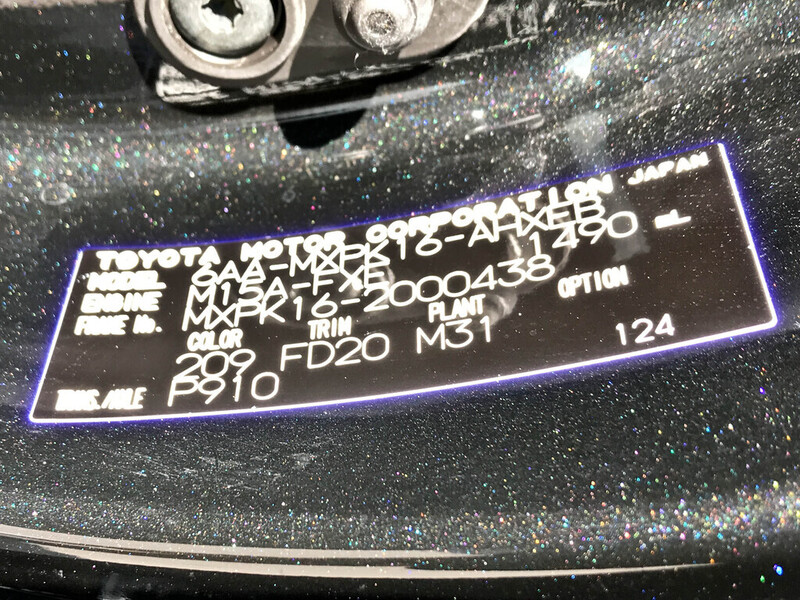 TOYOTA MOTOR CORPORATION JAPAN
MODEL 6AA-MXPK16-AHXEB
ENGINE M15A-FXE 1490 mL
FRAME No. MXPK16-2000438
COLOR TRIM PLANT OPTION
209 FD20 M31 124
TRANS./AXLE P910